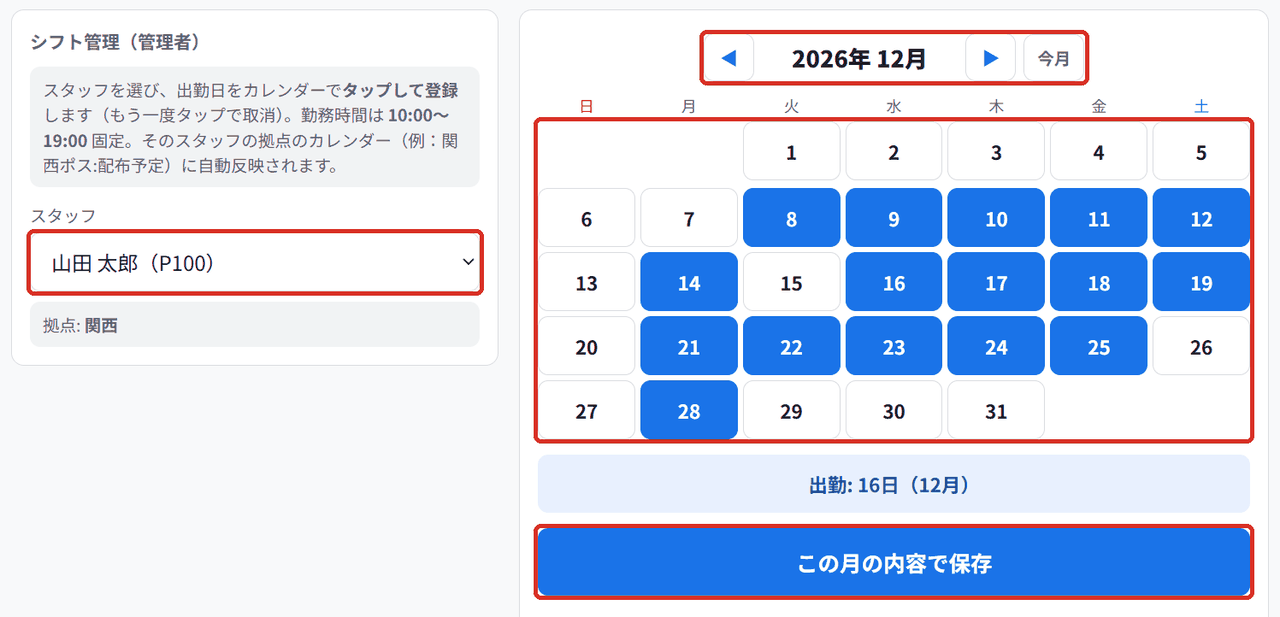 シフト管理（管理者）
スタッフを選び、出勤日をカレンダーでタップして登録
します（もう一度タップで取消）。勤務時間は 10:00〜
19:00 固定。そのスタッフの拠点のカレンダー（例：関
西ポス:配布予定）に自動反映されます。
スタッフ
山田 太郎（P100）
拠点: 関西
◀ 2026年 12月 ▶ 今月
日 月 火 水 木 金 土
1 2 3 4 5
6 7 8 9 10 11 12
13 14 15 16 17 18 19
20 21 22 23 24 25 26
27 28 29 30 31
出勤: 16日（12月）
この月の内容で保存